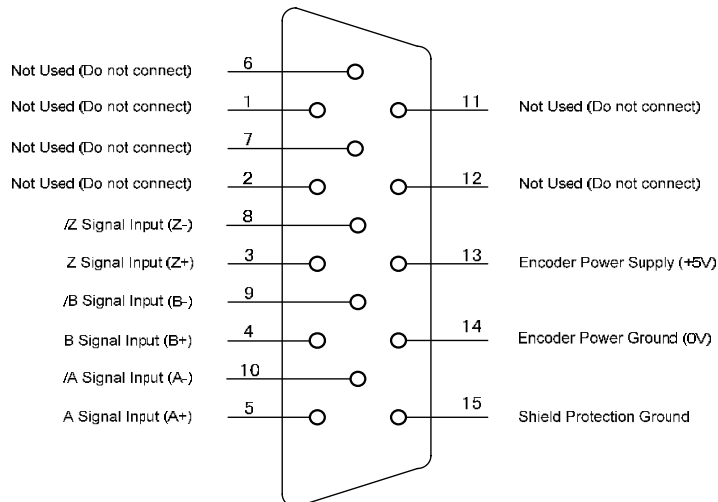 Not Used (Do not connect) 6
Not Used (Do not connect) 1 11 Not Used (Do not connect)
Not Used (Do not connect) 7
Not Used (Do not connect) 2 12 Not Used (Do not connect)
/Z Signal Input (Z-) 8
Z Signal Input (Z+) 3 13 Encoder Power Supply (+5V)
/B Signal Input (B-) 9
B Signal Input (B+) 4 14 Encoder Power Ground (0V)
/A Signal Input (A-) 10
A Signal Input (A+) 5 15 Shield Protection Ground